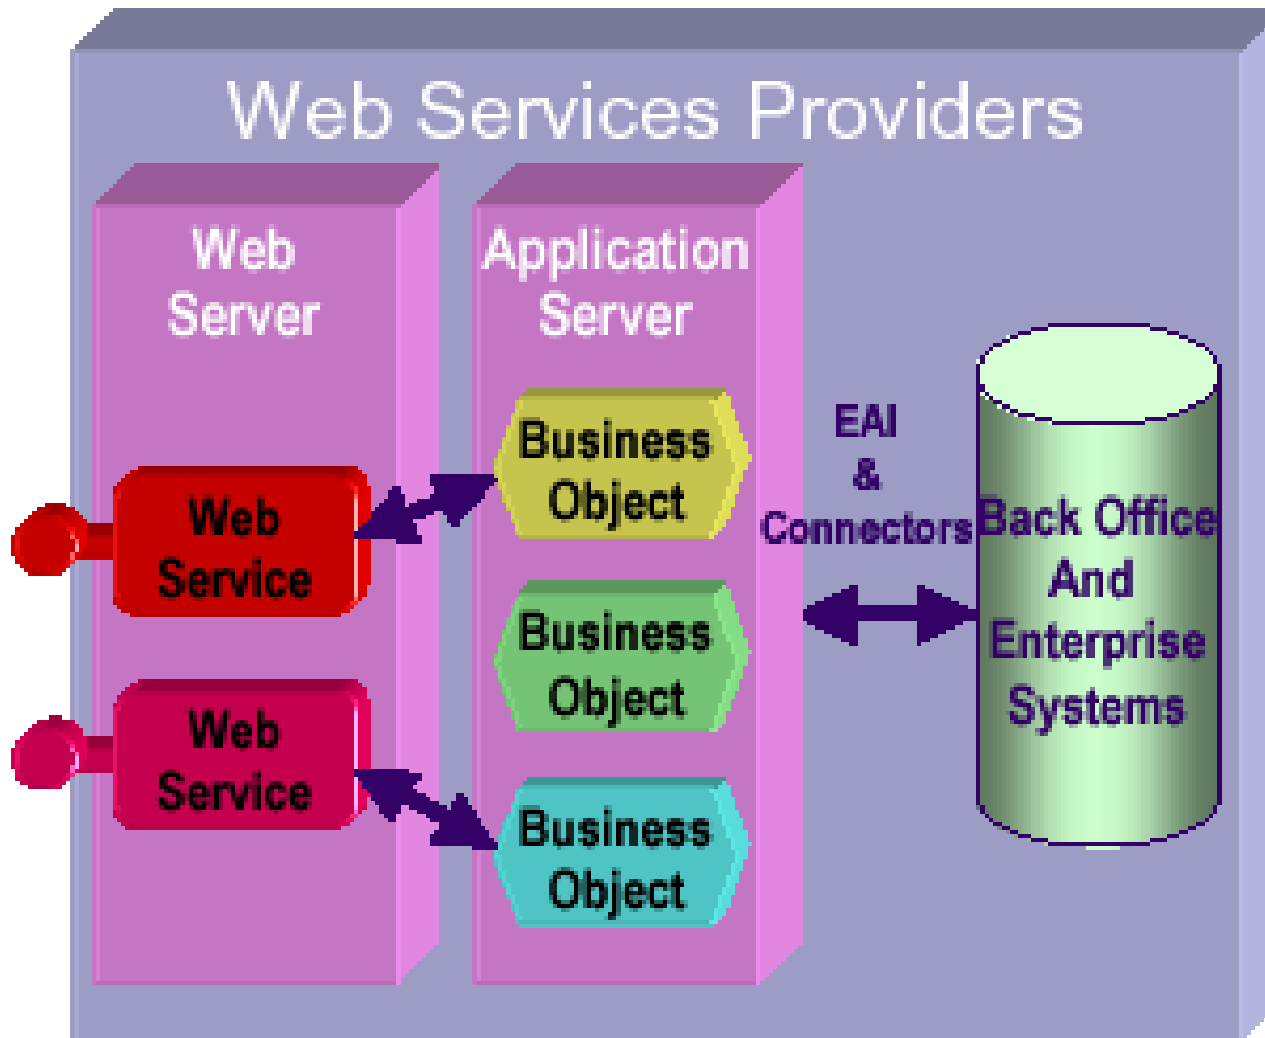 Web Services Providers
Web
Server
Application
Server
Business
Object
Web
Service
Business
Object
Web
Service
Business
Object
EAI
&
Connectors
Back Office
And
Enterprise
Systems